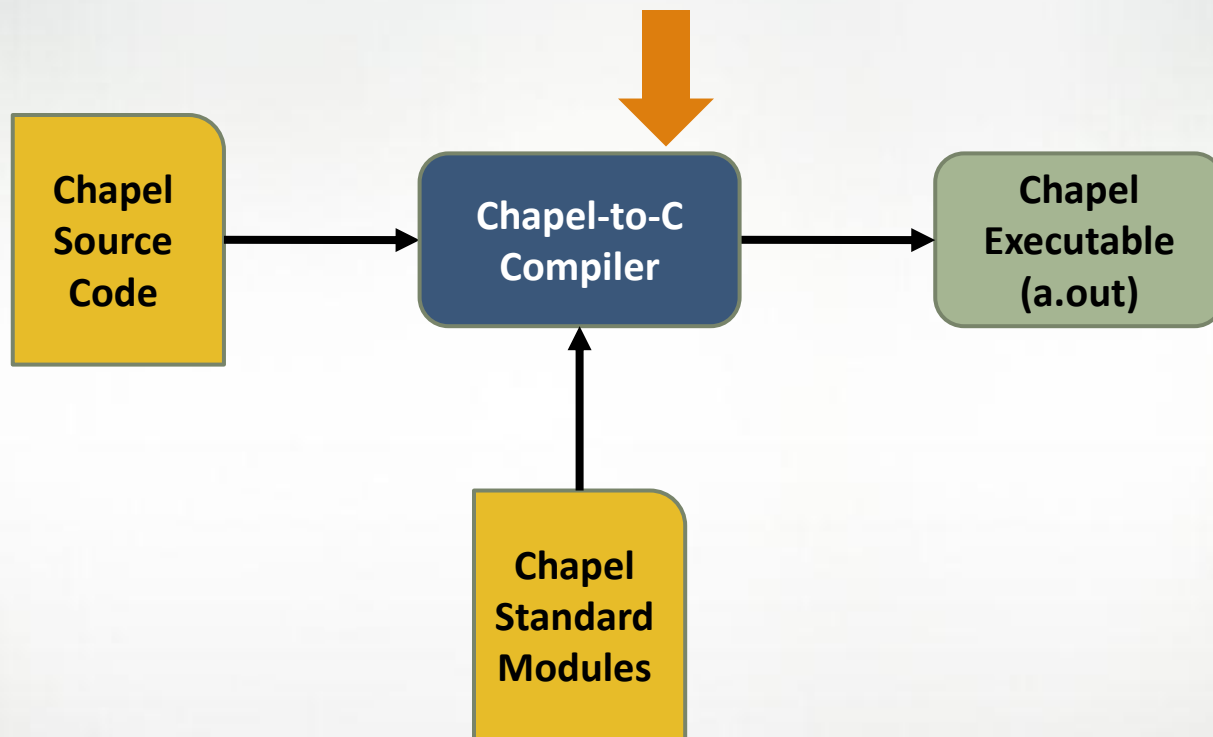 Chapel
Source
Code
Chapel-to-C
Compiler
Chapel
Executable
(a.out)
Chapel
Standard
Modules